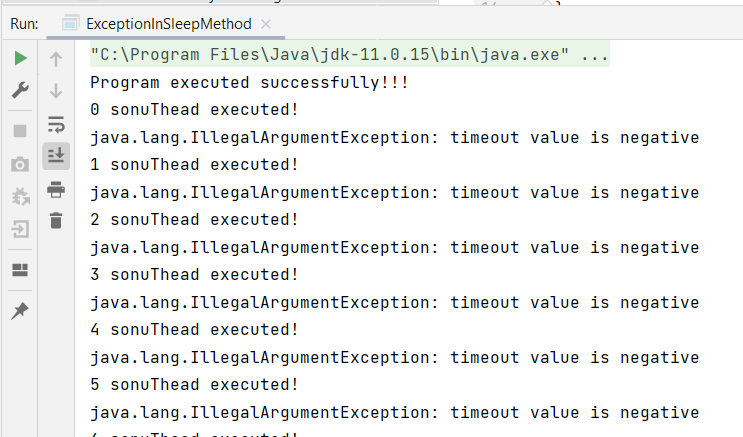 Run: ExceptionInSleepMethod
"C:\Program Files\Java\jdk-11.0.15\bin\java.exe" ...
Program executed successfully!!!
0 sonuThead executed!
java.lang.IllegalArgumentException: timeout value is negative
1 sonuThead executed!
java.lang.IllegalArgumentException: timeout value is negative
2 sonuThead executed!
java.lang.IllegalArgumentException: timeout value is negative
3 sonuThead executed!
java.lang.IllegalArgumentException: timeout value is negative
4 sonuThead executed!
java.lang.IllegalArgumentException: timeout value is negative
5 sonuThead executed!
java.lang.IllegalArgumentException: timeout value is negative